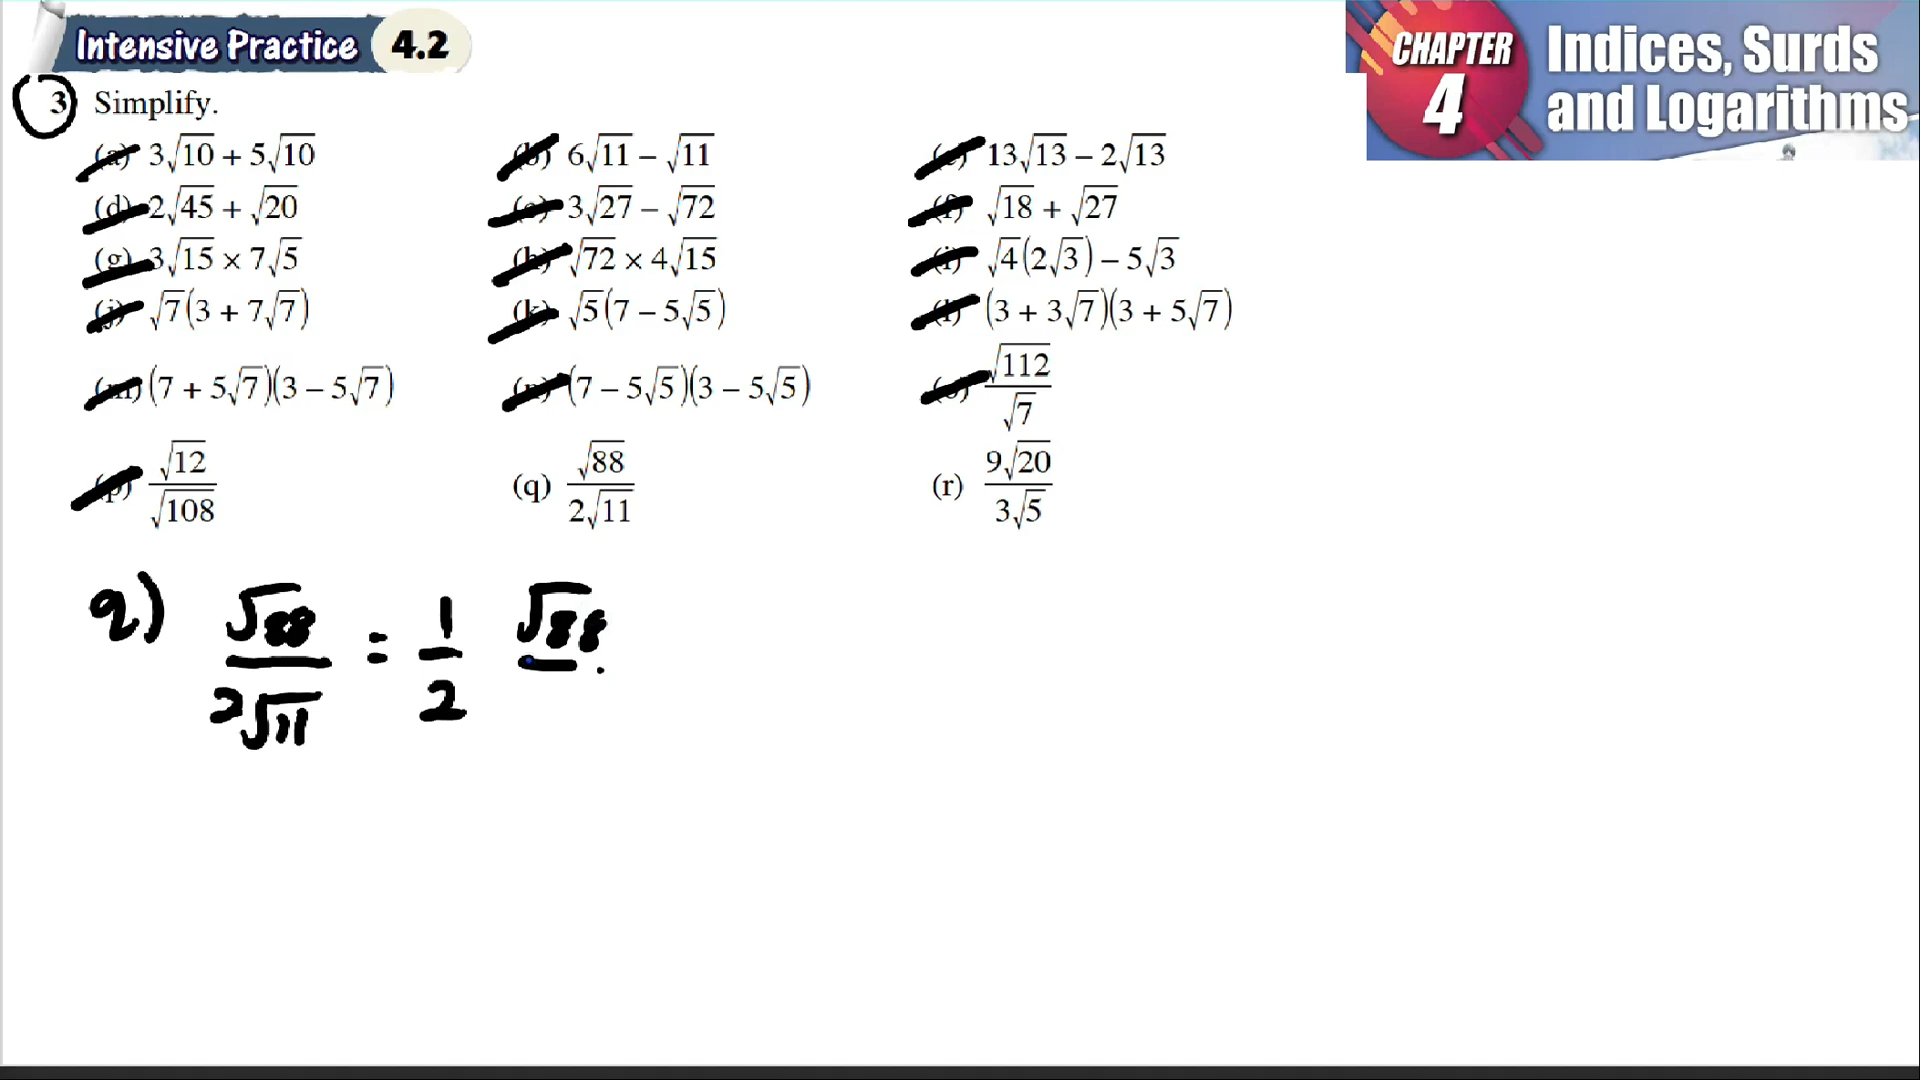 Intensive Practice 4.2
CHAPTER 4 Indices, Surds and Logarithms
3 Simplify.
(a) 3√10 + 5√10 (b) 6√11 – √11 (c) 13√13 – 2√13
(d) 2√45 + √20 (e) 3√27 – √72 (f) √18 + √27
(g) 3√15 × 7√5 (h) √72 × 4√15 (i) √4(2√3) – 5√3
(j) √7(3 + 7√7) (k) √5(7 – 5√5) (l) (3 + 3√7)(3 + 5√7)
(m) (7 + 5√7)(3 – 5√7) (n) (7 – 5√5)(3 – 5√5) (o) √112/√7
(p) √12/√108 (q) √88/2√11 (r) 9√20/3√5
q) √88/2√11 = 1/2 √88